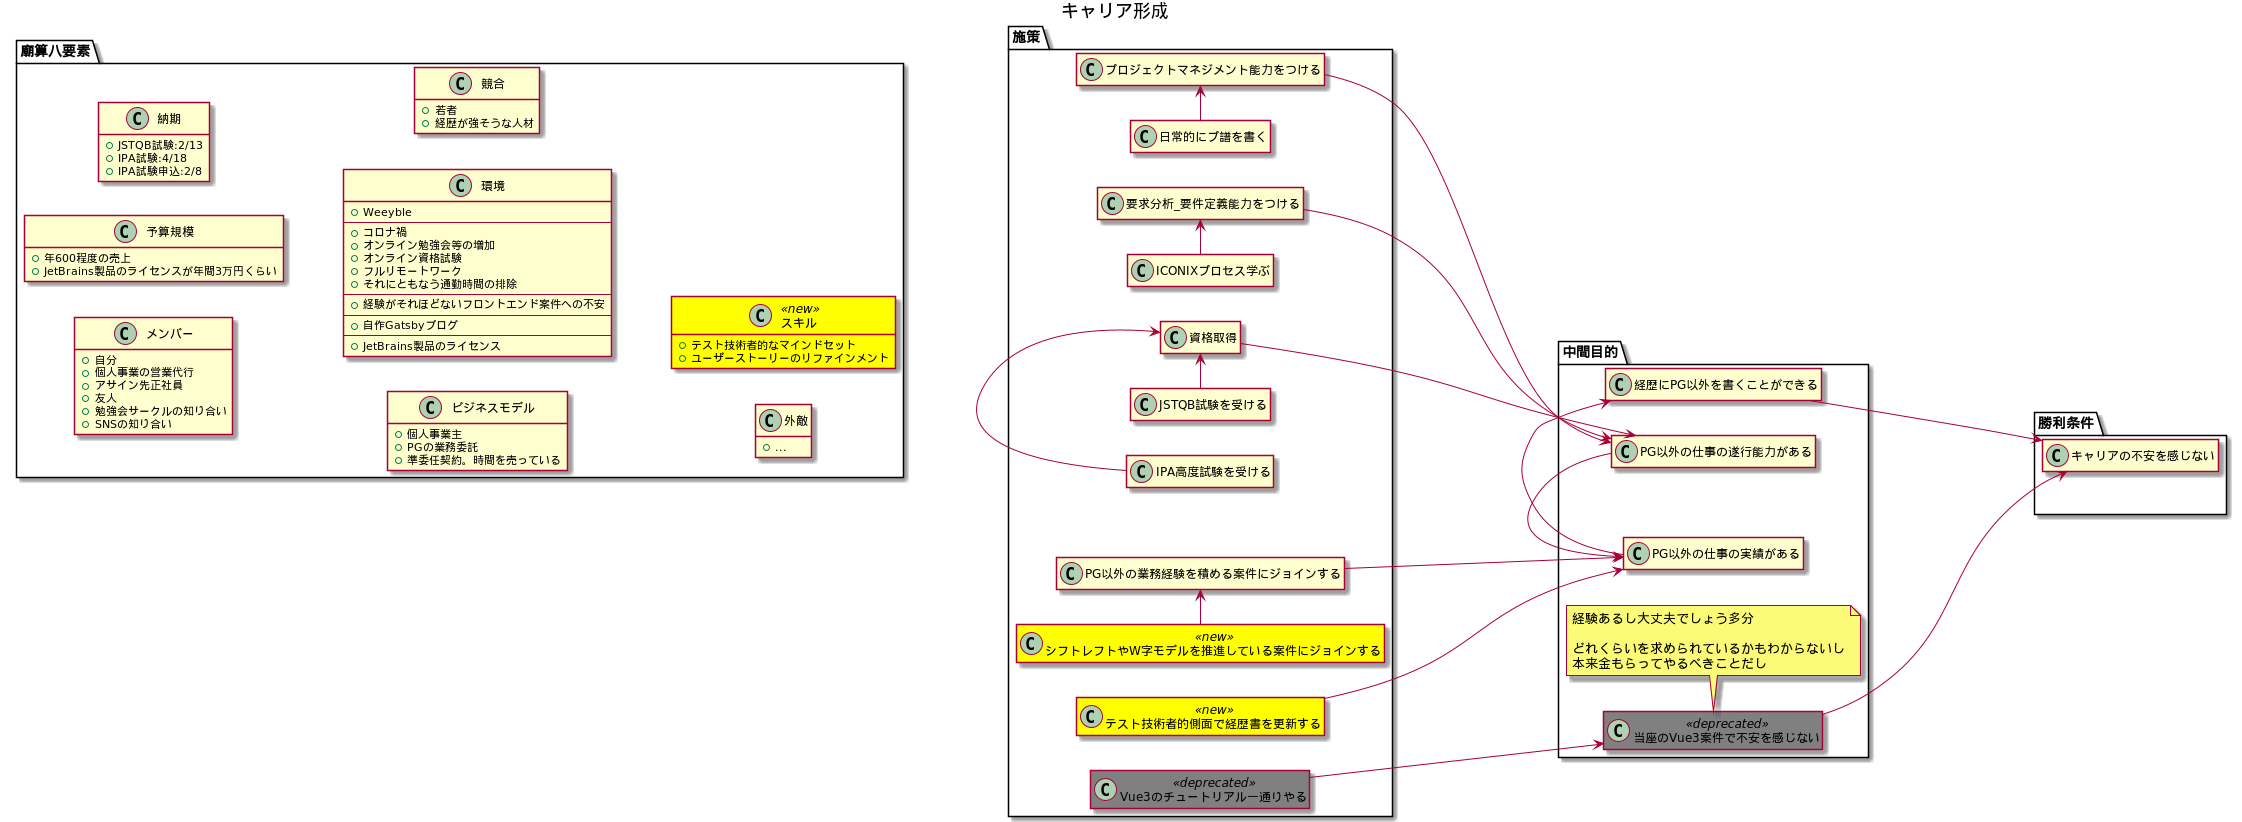 キャリア形成
廟算八要素
C 納期
JSTQB試験:2/13
IPA試験:4/18
IPA試験申込:2/8
C 予算規模
年600程度の売上
JetBrains製品のライセンスが年間3万円くらい
C メンバー
自分
個人事業の営業代行
アサイン先正社員
友人
勉強会サークルの知り合い
SNSの知り合い
C 競合
若者
経歴が強そうな人材
C 環境
Weeyble
コロナ禍
オンライン勉強会等の増加
オンライン資格試験
フルリモートワーク
それにともなう通勤時間の排除
経験がそれほどないフロントエンド案件への不安
自作Gatsbyブログ
JetBrains製品のライセンス
C ビジネスモデル
個人事業主
PGの業務委託
準委任契約。時間を売っている
«new»
C スキル
テスト技術者的なマインドセット
ユーザーストーリーのリファインメント
C 外敵
...
施策
C プロジェクトマネジメント能力をつける
C 日常的にプ譜を書く
C 要求分析_要件定義能力をつける
C ICONIXプロセス学ぶ
C 資格取得
C JSTQB試験を受ける
C IPA高度試験を受ける
C PG以外の業務経験を積める案件にジョインする
«new»
C シフトレフトやW字モデルを推進している案件にジョインする
«new»
C テスト技術者的側面で経歴書を更新する
«deprecated»
C Vue3のチュートリアル一通りやる
中間目的
C 経歴にPG以外を書くことができる
C PG以外の仕事の遂行能力がある
C PG以外の仕事の実績がある
経験あるし大丈夫でしょう多分
どれくらいを求められているかもわからないし
本来金もらってやるべきことだし
«deprecated»
C 当座のVue3案件で不安を感じない
勝利条件
C キャリアの不安を感じない